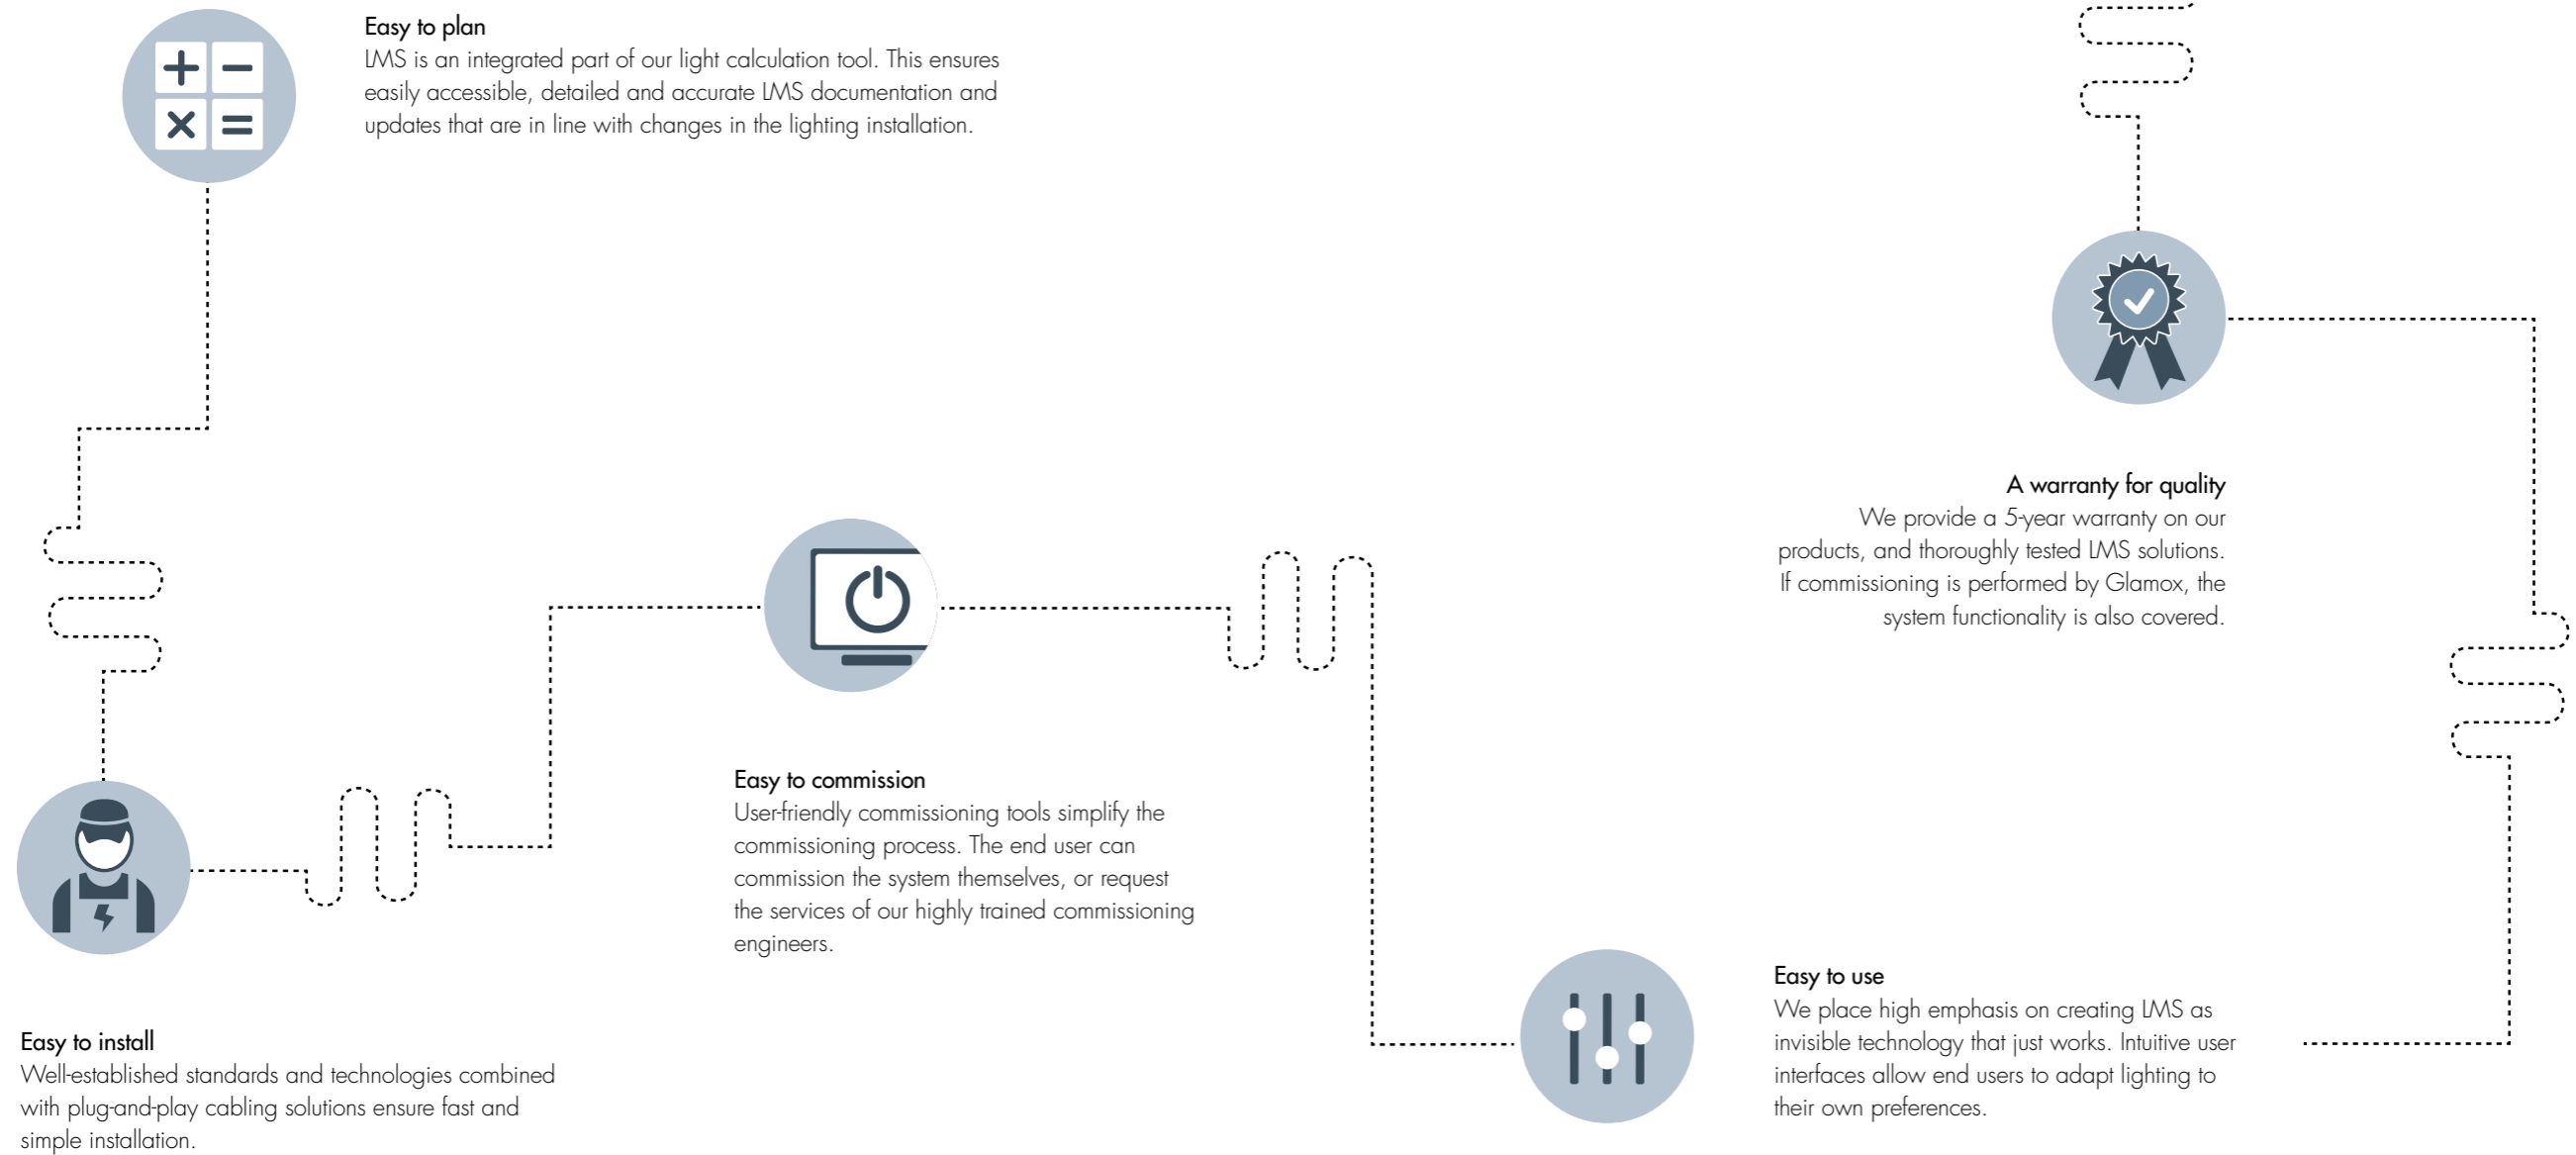 Easy to plan
LMS is an integrated part of our light calculation tool. This ensures
easily accessible, detailed and accurate LMS documentation and
updates that are in line with changes in the lighting installation.
Easy to install
Well-established standards and technologies combined
with plug-and-play cabling solutions ensure fast and
simple installation.
Easy to commission
User-friendly commissioning tools simplify the
commissioning process. The end user can
commission the system themselves, or request
the services of our highly trained commissioning
engineers.
Easy to use
We place high emphasis on creating LMS as
invisible technology that just works. Intuitive user
interfaces allow end users to adapt lighting to
their own preferences.
A warranty for quality
We provide a 5-year warranty on our
products, and thoroughly tested LMS solutions.
If commissioning is performed by Glamox, the
system functionality is also covered.